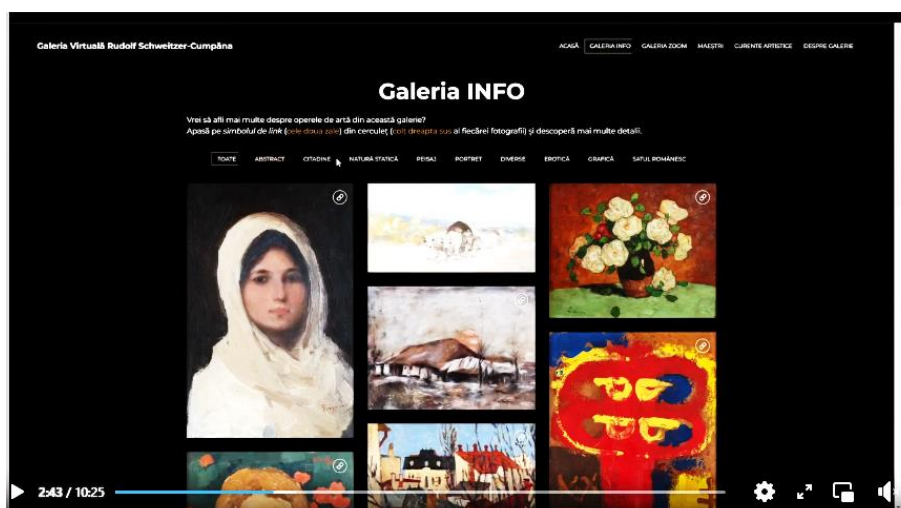 Galeria Virtuală Rudolf Schweitzer-Cumpăna
ACASĂ GALERIA INFO GALERIA ZOOM MAEȘTRI CURENTE ARTISTICE DESPRE GALERIE
Galeria INFO
Vrei să afli mai multe despre operele de artă din această galerie?
Apasă pe simbolul de link (cele doua zale) din cerculeț (colt dreapta sus al fiecărei fotografii) și descoperă mai multe detalii.
TOATE ABSTRACT CITADINE NATURĂ STATICĂ PEISAJ PORTRET DIVERSE EROTICĂ GRAFICĂ SATUL ROMÂNESC
2:43 / 10:25